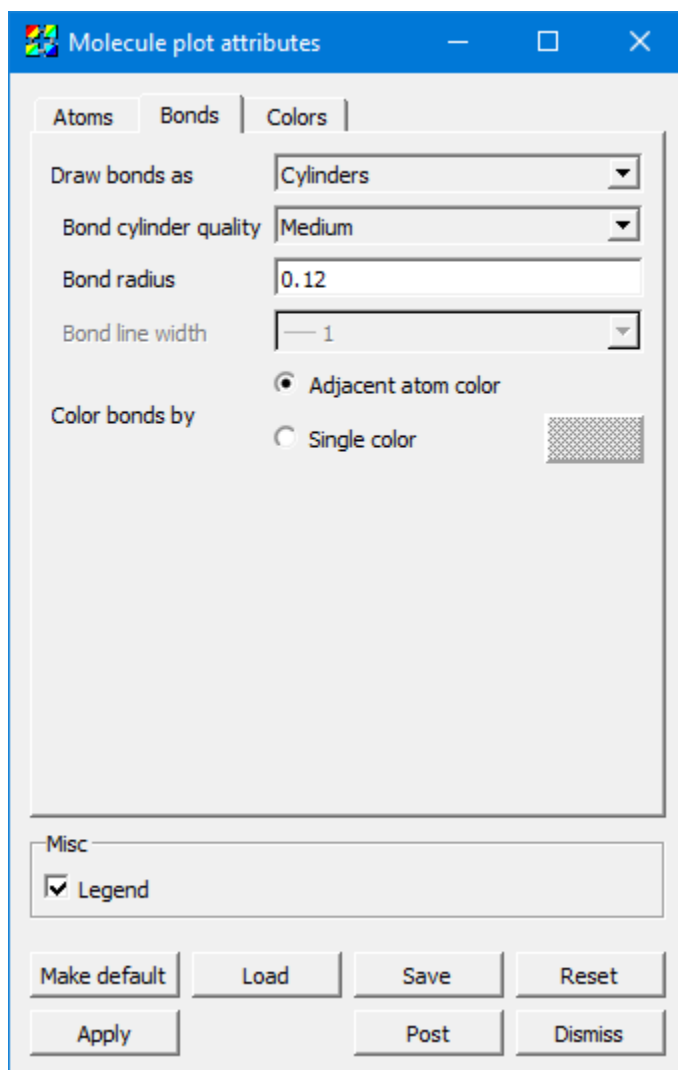 Molecule plot attributes
Atoms Bonds Colors
Draw bonds as Cylinders
Bond cylinder quality Medium
Bond radius 0.12
Bond line width 1
Adjacent atom color
Color bonds by
Single color
Misc
Legend
Make default Load Save Reset
Apply Post Dismiss